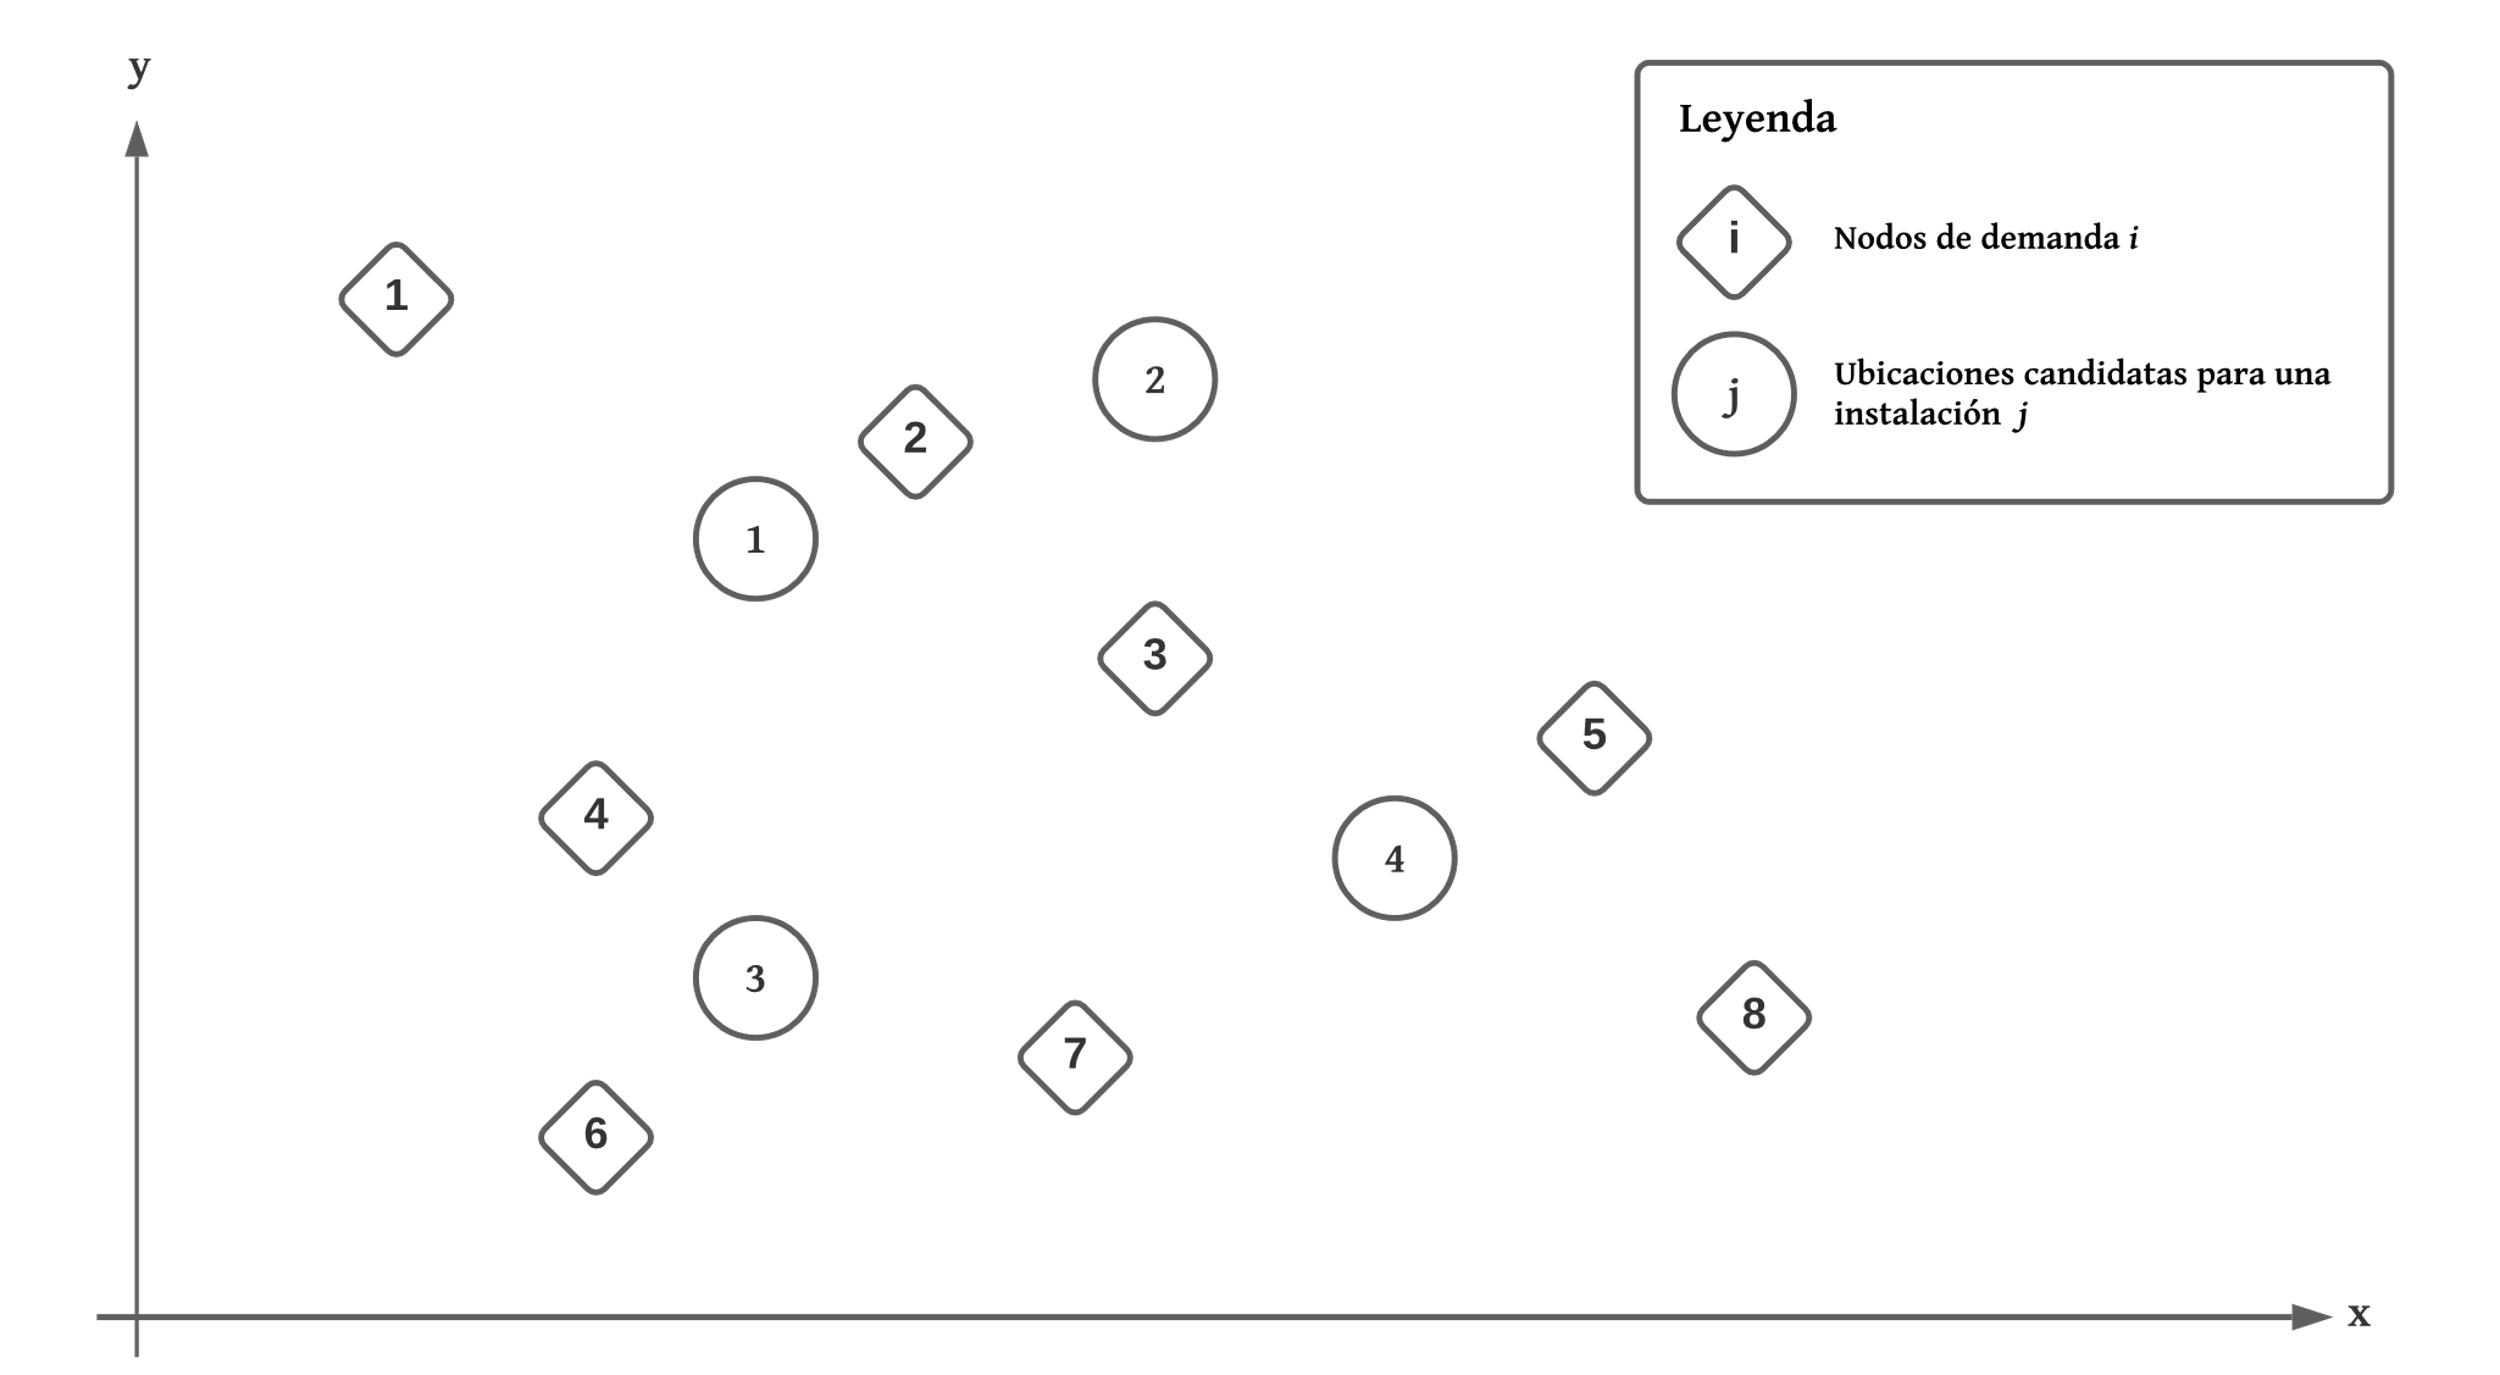 y
Leyenda
i
Nodos de demanda i
j
Ubicaciones candidatas para una
instalación j
1
2
2
1
3
5
4
4
3
8
7
6
x